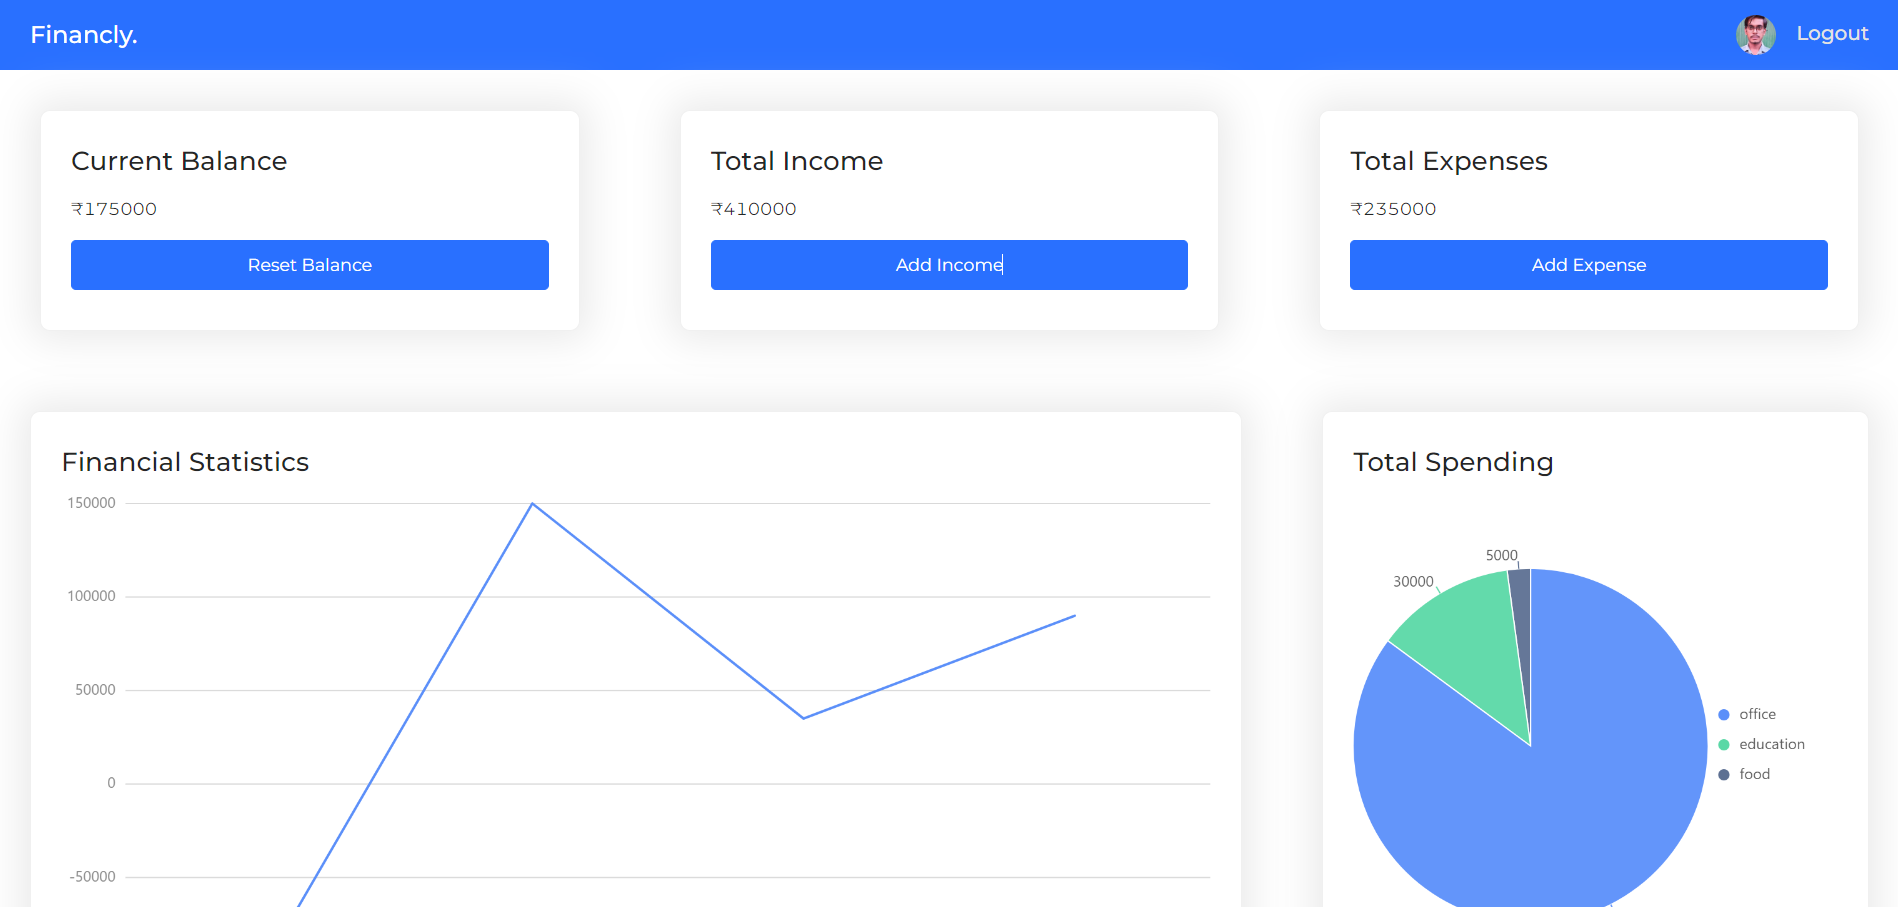 Financly.
Logout
Current Balance
₹175000
Reset Balance
Total Income
₹410000
Add Income
Total Expenses
₹235000
Add Expense
Financial Statistics
150000
100000
50000
0
-50000
Total Spending
5000
30000
office
education
food